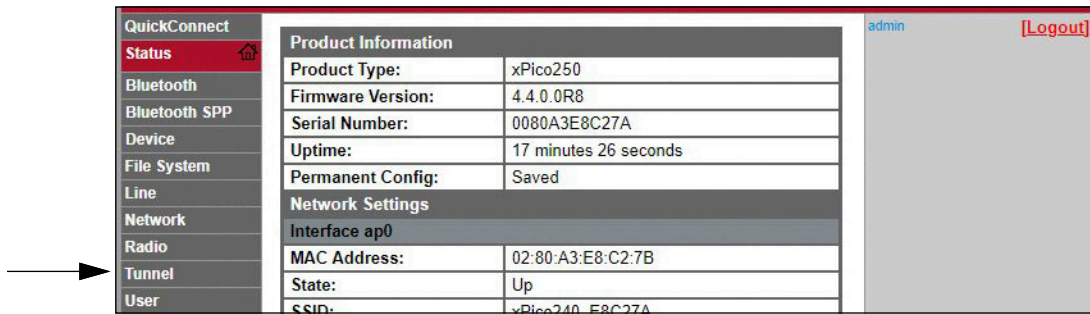 QuickConnect
Status
Bluetooth
Bluetooth SPP
Device
File System
Line
Network
Radio
Tunnel
User
Product Information
Product Type: xPico250
Firmware Version: 4.4.0.0R8
Serial Number: 0080A3E8C27A
Uptime: 17 minutes 26 seconds
Permanent Config: Saved
Network Settings
Interface ap0
MAC Address: 02:80:A3:E8:C2:7B
State: Up
SSID: xPico240_E8C27A
admin [Logout]